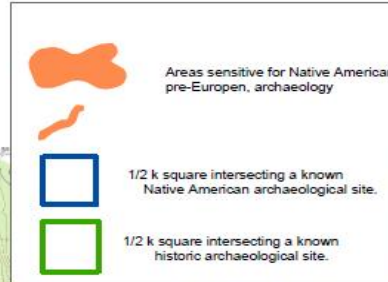 Areas sensitive for Native American
pre-Europen, archaeology
1/2 k square intersecting a known
Native American archaeological site.
1/2 k square intersecting a known
historic archaeological site.